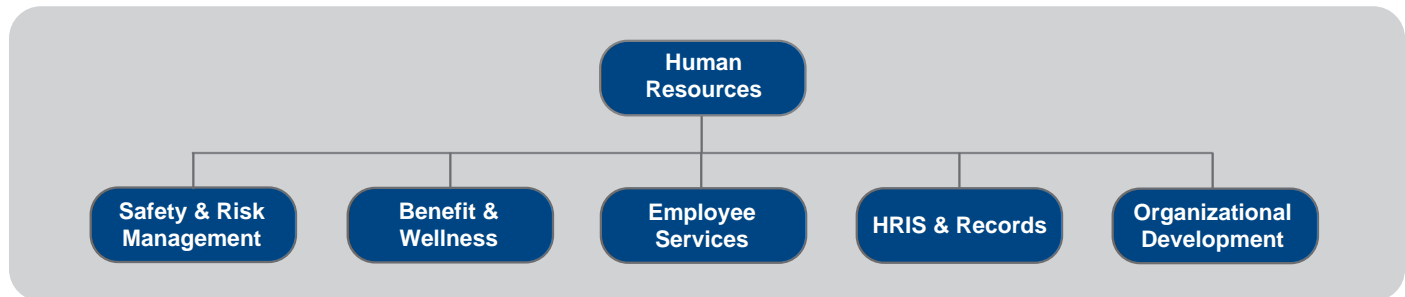 Human
Resources
Safety & Risk
Management
Benefit &
Wellness
Employee
Services
HRIS & Records
Organizational
Development